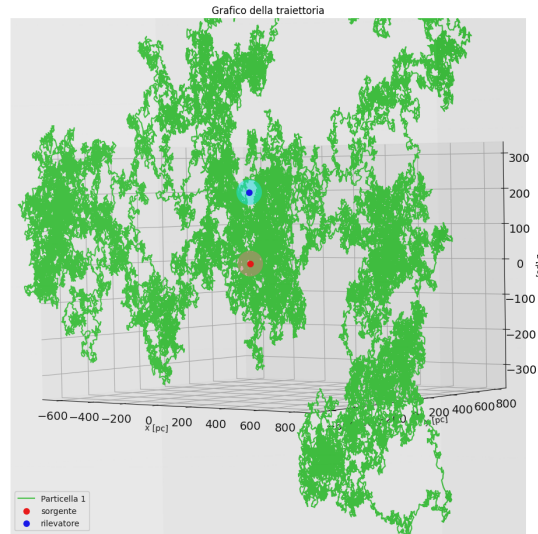 Grafico della traiettoria
300
200
100
0
−100
−200
−300
−600 −400 −200 0 200 400 600 800
x [pc]
200 400 600 800
[pc]
Particella 1
sorgente
rilevatore